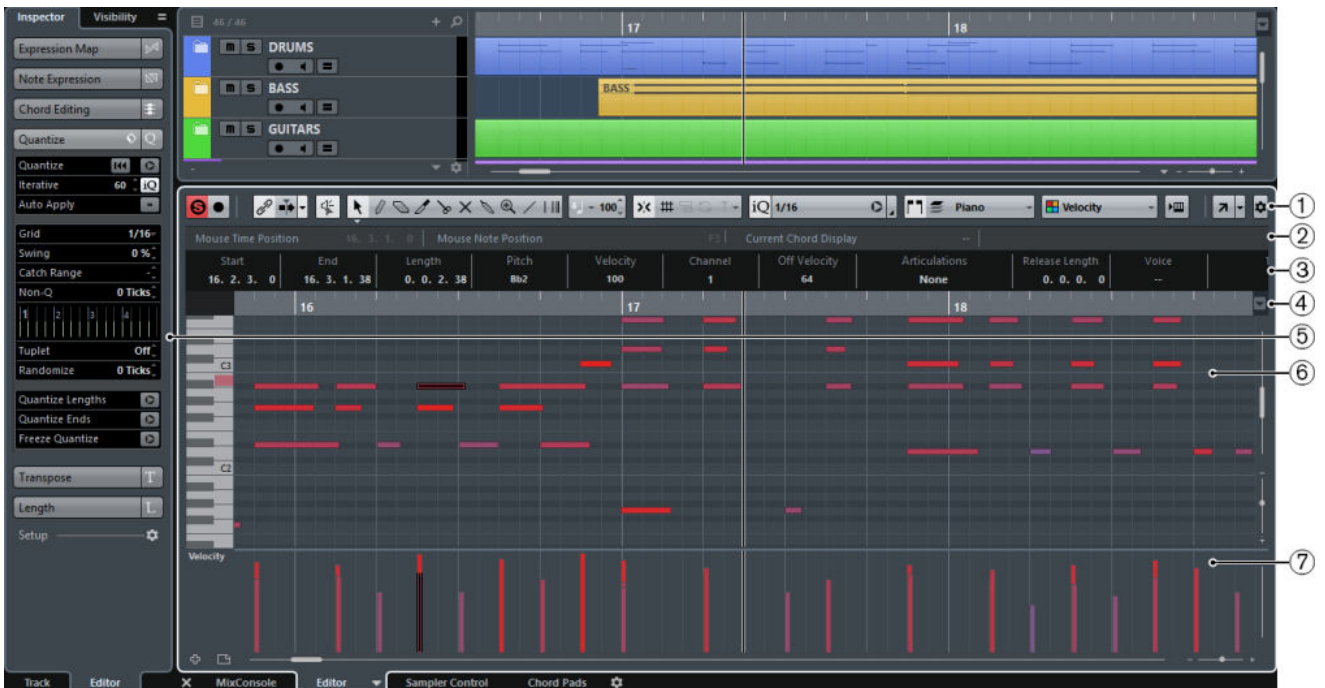 Inspector Visibility
46 / 46
17 18
Expression Map
m S DRUMS
Note Expression
m S BASS
BASS
Chord Editing
m S GUITARS
Quantize Q
Quantize
Iterative 60 iQ
Auto Apply
S 100 iQ 1/16 Piano Velocity 1
Grid 1/16
Mouse Time Position 16. 3. 1. 0 Mouse Note Position F3 Current Chord Display -- 2
Swing 0 %
Start End Length Pitch Velocity Channel Off Velocity Articulations Release Length Voice
Catch Range -
16. 2. 3. 0 16. 3. 1. 38 0. 0. 2. 38 Bb2 100 1 64 None 0. 0. 0. 0 -- 3
Non-Q 0 Ticks
16 17 18 4
1 2 3 4
5
Tuplet Off
Randomize 0 Ticks
C3
6
Quantize Lengths
Quantize Ends
Freeze Quantize
C2
Transpose T
Length L
Setup
Velocity
7
Track Editor MixConsole Editor Sampler Control Chord Pads